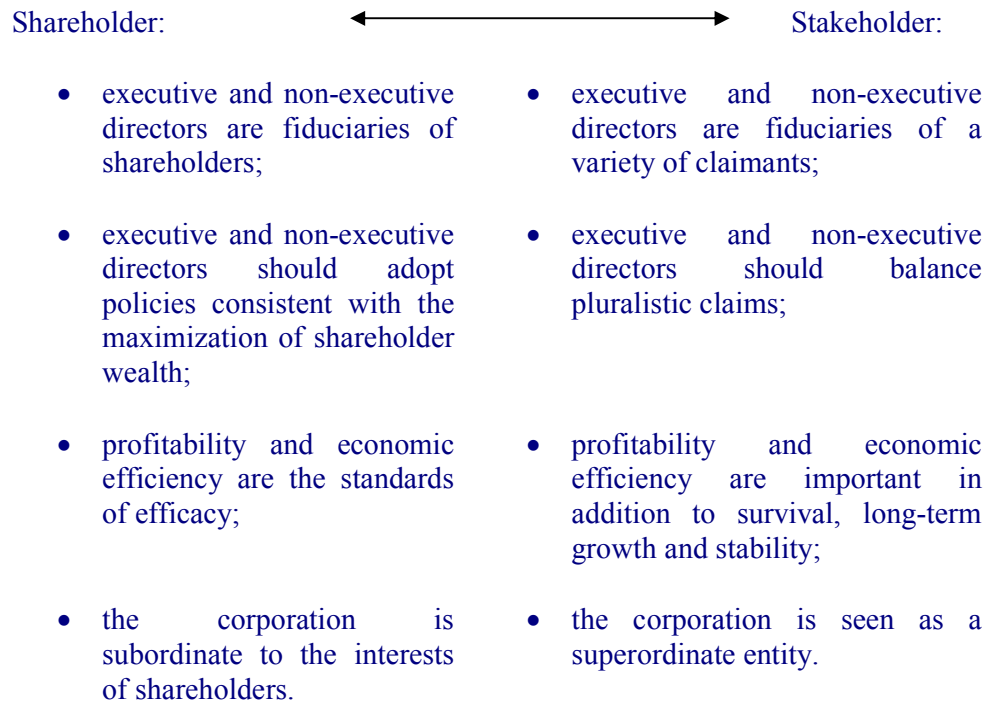 Shareholder:
Stakeholder:
• executive and non-executive
directors are fiduciaries of
shareholders;
• executive and non-executive
directors should adopt
policies consistent with the
maximization of shareholder
wealth;
• profitability and economic
efficiency are the standards
of efficacy;
• the corporation is
subordinate to the interests
of shareholders.
• executive and non-executive
directors are fiduciaries of a
variety of claimants;
• executive and non-executive
directors should balance
pluralistic claims;
• profitability and economic
efficiency are important in
addition to survival, long-term
growth and stability;
• the corporation is seen as a
superordinate entity.